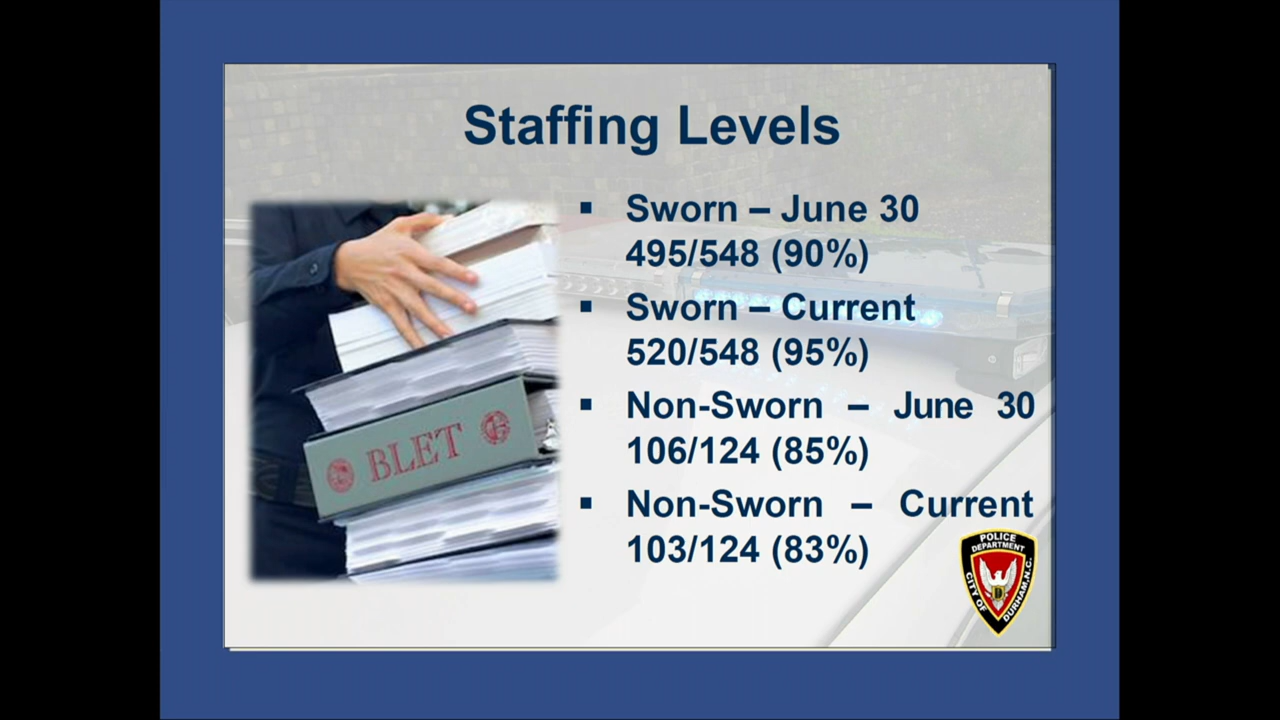 Staffing Levels
▪ Sworn – June 30
495/548 (90%)
▪ Sworn – Current
520/548 (95%)
▪ Non-Sworn – June 30
106/124 (85%)
▪ Non-Sworn – Current
103/124 (83%)
BLET
POLICE
DEPARTMENT
CITY OF
DURHAM, N.C.
D